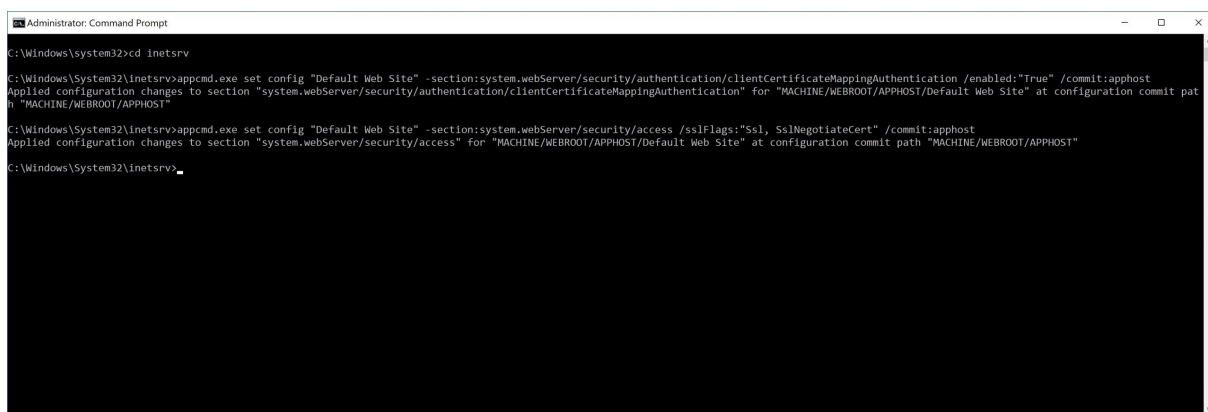 Administrator: Command Prompt
C:\Windows\system32>cd inetsrv
C:\Windows\System32\inetsrv>appcmd.exe set config "Default Web Site" -section:system.webServer/security/authentication/clientCertificateMappingAuthentication /enabled:"True" /commit:apphost
Applied configuration changes to section "system.webServer/security/authentication/clientCertificateMappingAuthentication" for "MACHINE/WEBROOT/APPHOST/Default Web Site" at configuration commit pat
h "MACHINE/WEBROOT/APPHOST"
C:\Windows\System32\inetsrv>appcmd.exe set config "Default Web Site" -section:system.webServer/security/access /sslFlags:"Ssl, SslNegotiateCert" /commit:apphost
Applied configuration changes to section "system.webServer/security/access" for "MACHINE/WEBROOT/APPHOST/Default Web Site" at configuration commit path "MACHINE/WEBROOT/APPHOST"
C:\Windows\System32\inetsrv>